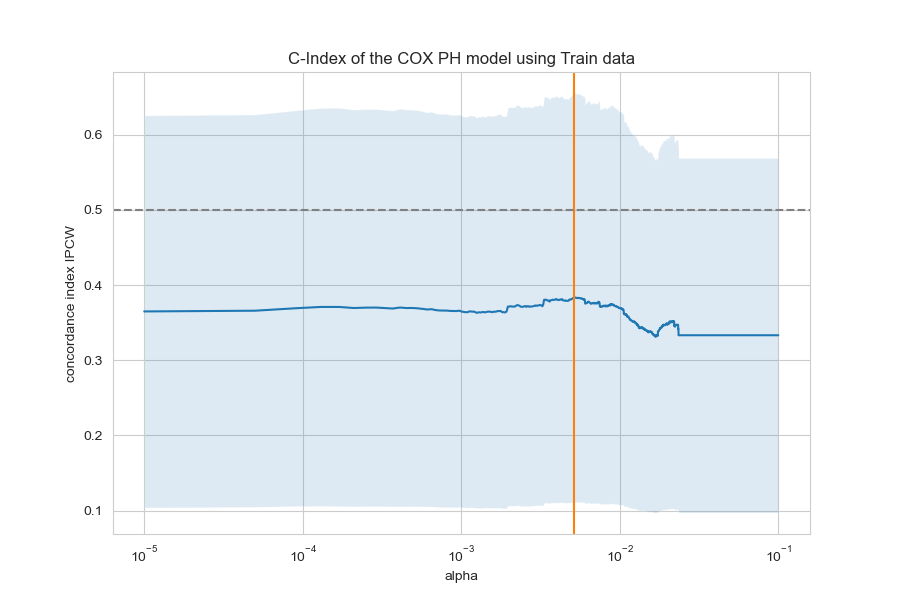 C-Index of the COX PH model using Train data
concordance index IPCW
0.6
0.5
0.4
0.3
0.2
0.1
10⁻⁵ 10⁻⁴ 10⁻³ 10⁻² 10⁻¹
alpha